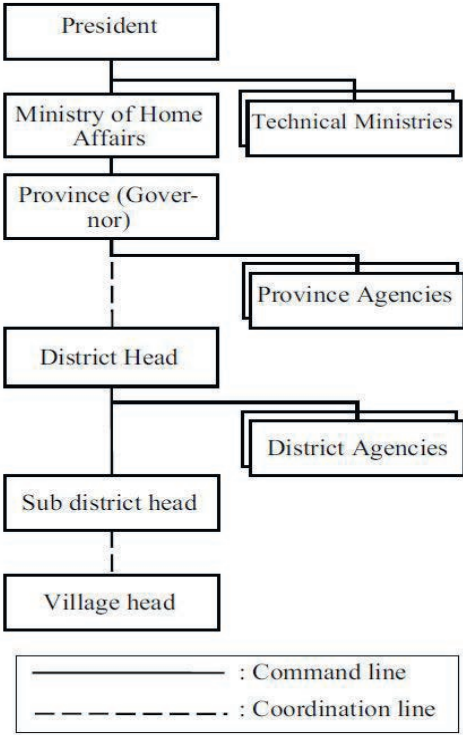 President
Ministry of Home
Affairs
Technical Ministries
Province (Gover-
nor)
Province Agencies
District Head
District Agencies
Sub district head
Village head
: Command line
: Coordination line